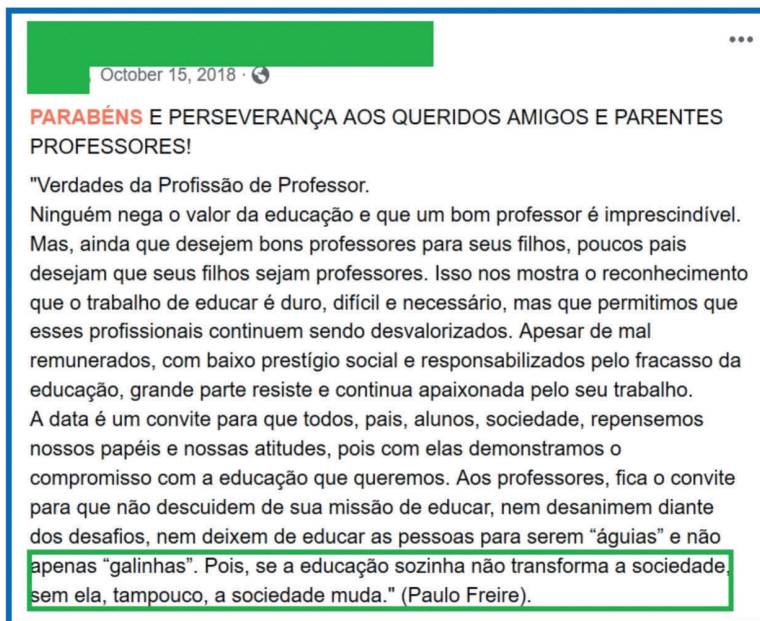 October 15, 2018 ·
PARABÉNS E PERSEVERANÇA AOS QUERIDOS AMIGOS E PARENTES
PROFESSORES!
"Verdades da Profissão de Professor.
Ninguém nega o valor da educação e que um bom professor é imprescindível.
Mas, ainda que desejem bons professores para seus filhos, poucos pais
desejam que seus filhos sejam professores. Isso nos mostra o reconhecimento
que o trabalho de educar é duro, difícil e necessário, mas que permitimos que
esses profissionais continuem sendo desvalorizados. Apesar de mal
remunerados, com baixo prestígio social e responsabilizados pelo fracasso da
educação, grande parte resiste e continua apaixonada pelo seu trabalho.
A data é um convite para que todos, pais, alunos, sociedade, repensemos
nossos papéis e nossas atitudes, pois com elas demonstramos o
compromisso com a educação que queremos. Aos professores, fica o convite
para que não descuidem de sua missão de educar, nem desanimem diante
dos desafios, nem deixem de educar as pessoas para serem “águias” e não
apenas “galinhas”. Pois, se a educação sozinha não transforma a sociedade,
sem ela, tampouco, a sociedade muda." (Paulo Freire).